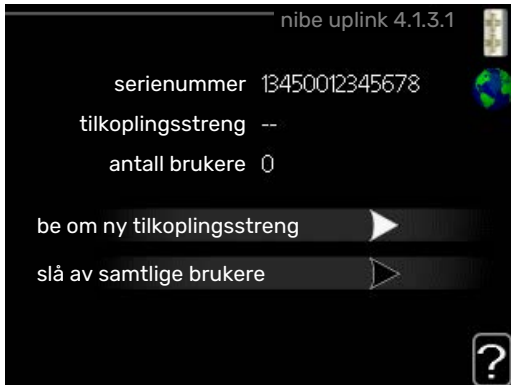 nibe uplink 4.1.3.1
serienummer 13450012345678
tilkoplingsstreng --
antall brukere 0
be om ny tilkoplingsstreng
slå av samtlige brukere
?